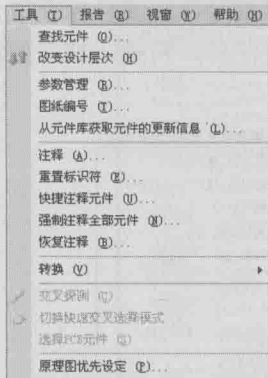 工具 (T) 报告 (R) 视窗 (W) 帮助 (H)
查找元件 (O)...
改变设计层次 (H)
参数管理 (R)...
图纸编号 (T)...
从元件库获取元件的更新信息 (L)...
注释 (A)...
重置标识符 (E)...
快捷注释元件 (U)...
强制注释全部元件 (N)...
恢复注释 (B)...
转换 (V)
交叉探测 (C)
切换快速交叉选择模式
选择PCB元件 (S)
原理图优先设定 (P)...